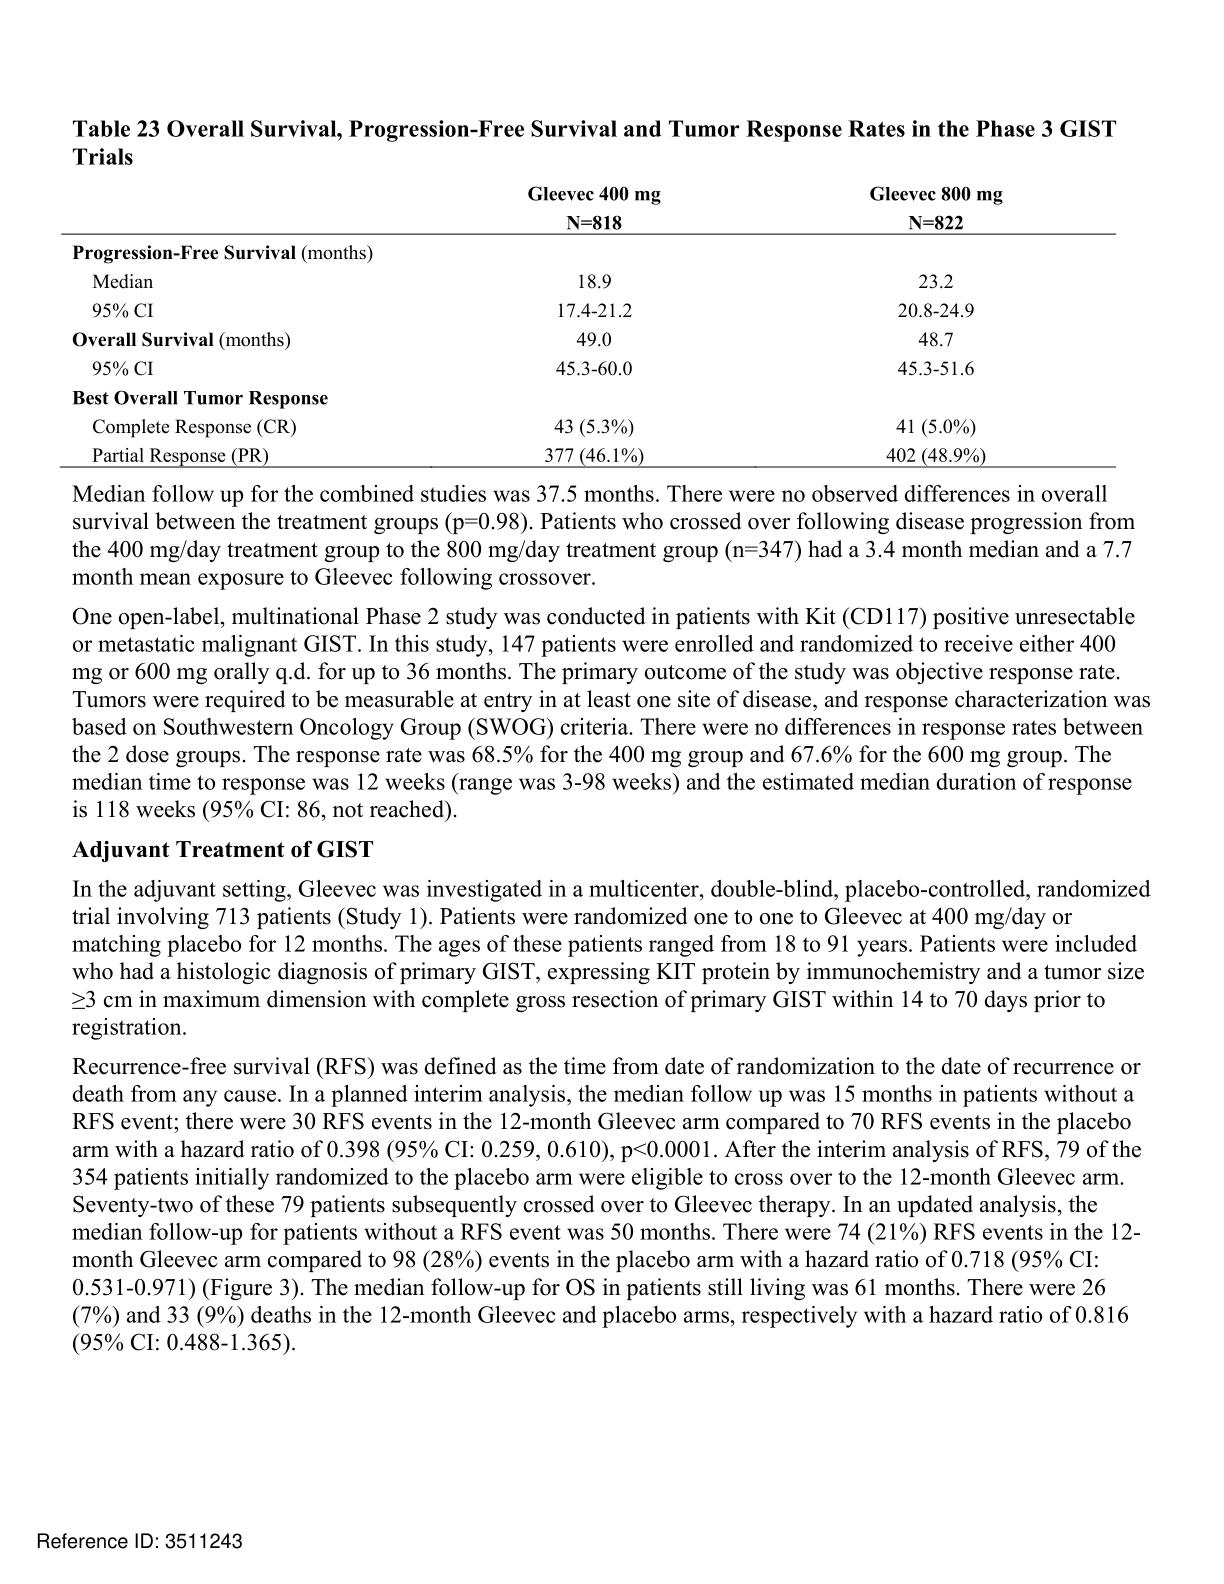 Table 23 Overall Survival, Progression-Free Survival and Tumor Response Rates in the Phase 3 GIST
Trials
Gleevec 400 mg Gleevec 800 mg
N=818 N=822
Progression-Free Survival (months)
Median 18.9 23.2
95% CI 17.4-21.2 20.8-24.9
Overall Survival (months) 49.0 48.7
95% CI 45.3-60.0 45.3-51.6
Best Overall Tumor Response
Complete Response (CR) 43 (5.3%) 41 (5.0%)
Partial Response (PR) 377 (46.1%) 402 (48.9%)
Median follow up for the combined studies was 37.5 months. There were no observed differences in overall
survival between the treatment groups (p=0.98). Patients who crossed over following disease progression from
the 400 mg/day treatment group to the 800 mg/day treatment group (n=347) had a 3.4 month median and a 7.7
month mean exposure to Gleevec following crossover.
One open-label, multinational Phase 2 study was conducted in patients with Kit (CD117) positive unresectable
or metastatic malignant GIST. In this study, 147 patients were enrolled and randomized to receive either 400
mg or 600 mg orally q.d. for up to 36 months. The primary outcome of the study was objective response rate.
Tumors were required to be measurable at entry in at least one site of disease, and response characterization was
based on Southwestern Oncology Group (SWOG) criteria. There were no differences in response rates between
the 2 dose groups. The response rate was 68.5% for the 400 mg group and 67.6% for the 600 mg group. The
median time to response was 12 weeks (range was 3-98 weeks) and the estimated median duration of response
is 118 weeks (95% CI: 86, not reached).
Adjuvant Treatment of GIST
In the adjuvant setting, Gleevec was investigated in a multicenter, double-blind, placebo-controlled, randomized
trial involving 713 patients (Study 1). Patients were randomized one to one to Gleevec at 400 mg/day or
matching placebo for 12 months. The ages of these patients ranged from 18 to 91 years. Patients were included
who had a histologic diagnosis of primary GIST, expressing KIT protein by immunochemistry and a tumor size
≥3 cm in maximum dimension with complete gross resection of primary GIST within 14 to 70 days prior to
registration.
Recurrence-free survival (RFS) was defined as the time from date of randomization to the date of recurrence or
death from any cause. In a planned interim analysis, the median follow up was 15 months in patients without a
RFS event; there were 30 RFS events in the 12-month Gleevec arm compared to 70 RFS events in the placebo
arm with a hazard ratio of 0.398 (95% CI: 0.259, 0.610), p<0.0001. After the interim analysis of RFS, 79 of the
354 patients initially randomized to the placebo arm were eligible to cross over to the 12-month Gleevec arm.
Seventy-two of these 79 patients subsequently crossed over to Gleevec therapy. In an updated analysis, the
median follow-up for patients without a RFS event was 50 months. There were 74 (21%) RFS events in the 12-
month Gleevec arm compared to 98 (28%) events in the placebo arm with a hazard ratio of 0.718 (95% CI:
0.531-0.971) (Figure 3). The median follow-up for OS in patients still living was 61 months. There were 26
(7%) and 33 (9%) deaths in the 12-month Gleevec and placebo arms, respectively with a hazard ratio of 0.816
(95% CI: 0.488-1.365).
Reference ID: 3511243